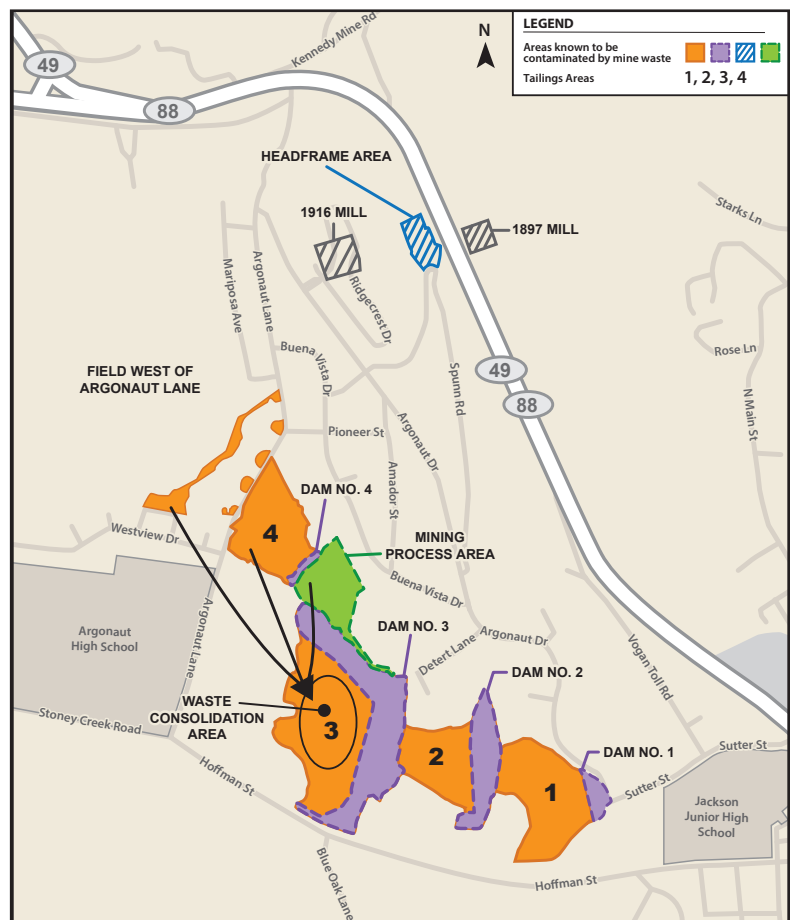 LEGEND
Areas known to be
contaminated by mine waste
Tailings Areas
1, 2, 3, 4
N
Kennedy Mine Rd
49
88
HEADFRAME AREA
1916 MILL
1897 MILL
Starks Ln
Mariposa Ave
Argonaut Lane
Ridgecrest Dr
Buena Vista Dr
Rose Ln
FIELD WEST OF
ARGONAUT LANE
49
88
Spunn Rd
N Main St
Pioneer St
Argonaut Dr
Amador St
DAM NO. 4
4
Westview Dr
MINING
PROCESS AREA
Buena Vista Dr
Argonaut
High School
Argonaut Lane
DAM NO. 3
Detert Lane
Argonaut Dr
Vogan Toll Rd
DAM NO. 2
WASTE
CONSOLIDATION
AREA
3
2
1
Stoney Creek Road
DAM NO. 1
Sutter St
Sutter St
Hoffman St
Jackson
Junior High
School
Blue Oak Lane
Hoffman St